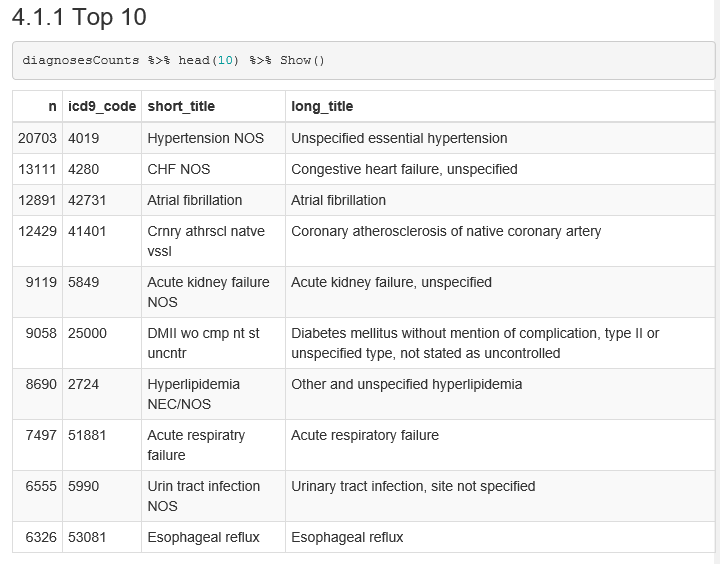 4.1.1 Top 10
diagnosesCounts %>% head(10) %>% Show()
n icd9_code short_title long_title
20703 4019 Hypertension NOS Unspecified essential hypertension
13111 4280 CHF NOS Congestive heart failure, unspecified
12891 42731 Atrial fibrillation Atrial fibrillation
12429 41401 Crnry athrscl natve Coronary atherosclerosis of native coronary artery
vssl
9119 5849 Acute kidney failure Acute kidney failure, unspecified
NOS
9058 25000 DMII wo cmp nt st Diabetes mellitus without mention of complication, type II or
uncntr unspecified type, not stated as uncontrolled
8690 2724 Hyperlipidemia Other and unspecified hyperlipidemia
NEC/NOS
7497 51881 Acute respiratry Acute respiratory failure
failure
6555 5990 Urin tract infection Urinary tract infection, site not specified
NOS
6326 53081 Esophageal reflux Esophageal reflux